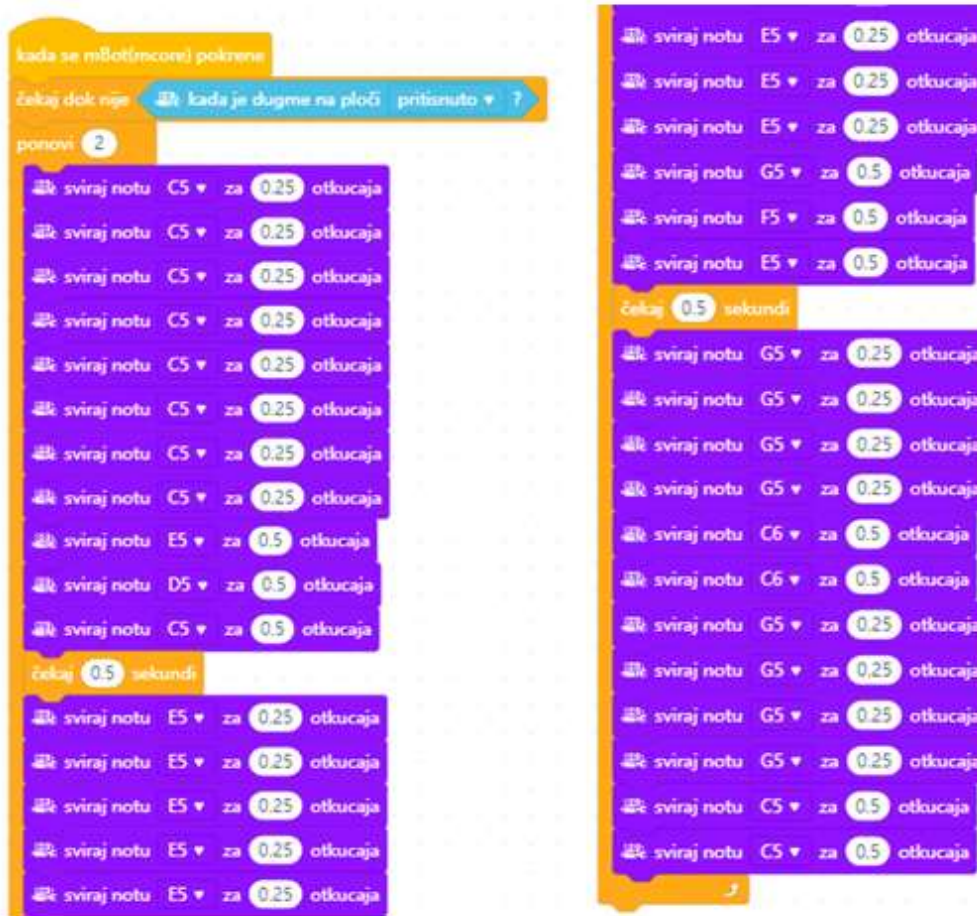 kada se mBot(mcore) pokrene
čekaj dok nije kada je dugme na ploči pritisnuto ?
ponovi 2
sviraj notu C5 za 0.25 otkucaja
sviraj notu C5 za 0.25 otkucaja
sviraj notu C5 za 0.25 otkucaja
sviraj notu C5 za 0.25 otkucaja
sviraj notu C5 za 0.25 otkucaja
sviraj notu C5 za 0.25 otkucaja
sviraj notu C5 za 0.25 otkucaja
sviraj notu C5 za 0.25 otkucaja
sviraj notu E5 za 0.5 otkucaja
sviraj notu D5 za 0.5 otkucaja
sviraj notu C5 za 0.5 otkucaja
čekaj 0.5 sekundi
sviraj notu E5 za 0.25 otkucaja
sviraj notu E5 za 0.25 otkucaja
sviraj notu E5 za 0.25 otkucaja
sviraj notu E5 za 0.25 otkucaja
sviraj notu E5 za 0.25 otkucaja
sviraj notu E5 za 0.25 otkucaja
sviraj notu E5 za 0.25 otkucaja
sviraj notu E5 za 0.25 otkucaja
sviraj notu G5 za 0.5 otkucaja
sviraj notu F5 za 0.5 otkucaja
sviraj notu E5 za 0.5 otkucaja
čekaj 0.5 sekundi
sviraj notu G5 za 0.25 otkucaja
sviraj notu G5 za 0.25 otkucaja
sviraj notu G5 za 0.25 otkucaja
sviraj notu G5 za 0.25 otkucaja
sviraj notu C6 za 0.5 otkucaja
sviraj notu C6 za 0.5 otkucaja
sviraj notu G5 za 0.25 otkucaja
sviraj notu G5 za 0.25 otkucaja
sviraj notu G5 za 0.25 otkucaja
sviraj notu G5 za 0.25 otkucaja
sviraj notu C5 za 0.5 otkucaja
sviraj notu C5 za 0.5 otkucaja